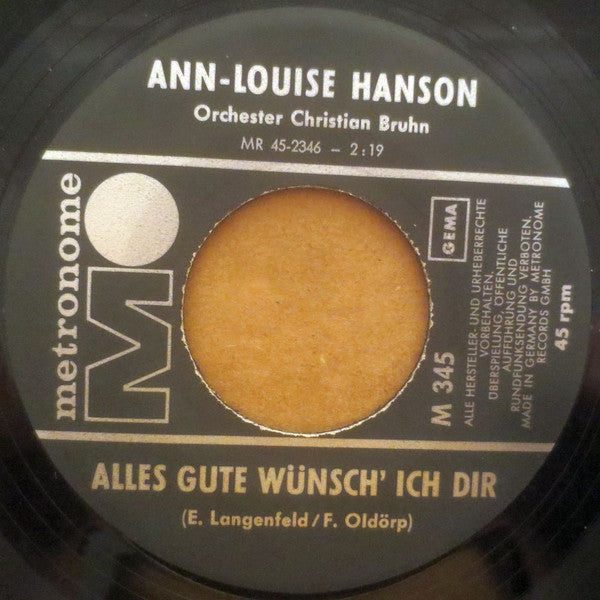 ANN-LOUISE HANSON
Orchester Christian Bruhn
MR 45-2346 – 2:19
metronome
MO
GEMA
M 345
ALLE HERSTELLER- UND URHEBERRECHTE
VORBEHALTEN.
ÜBERSPIELUNG, ÖFFENTLICHE
AUFFÜHRUNG UND
RUNDFUNKSENDUNG VERBOTEN.
MADE IN GERMANY BY METRONOME
RECORDS GMBH
45 rpm
ALLES GUTE WÜNSCH' ICH DIR
(E. Langenfeld/F. Oldörp)